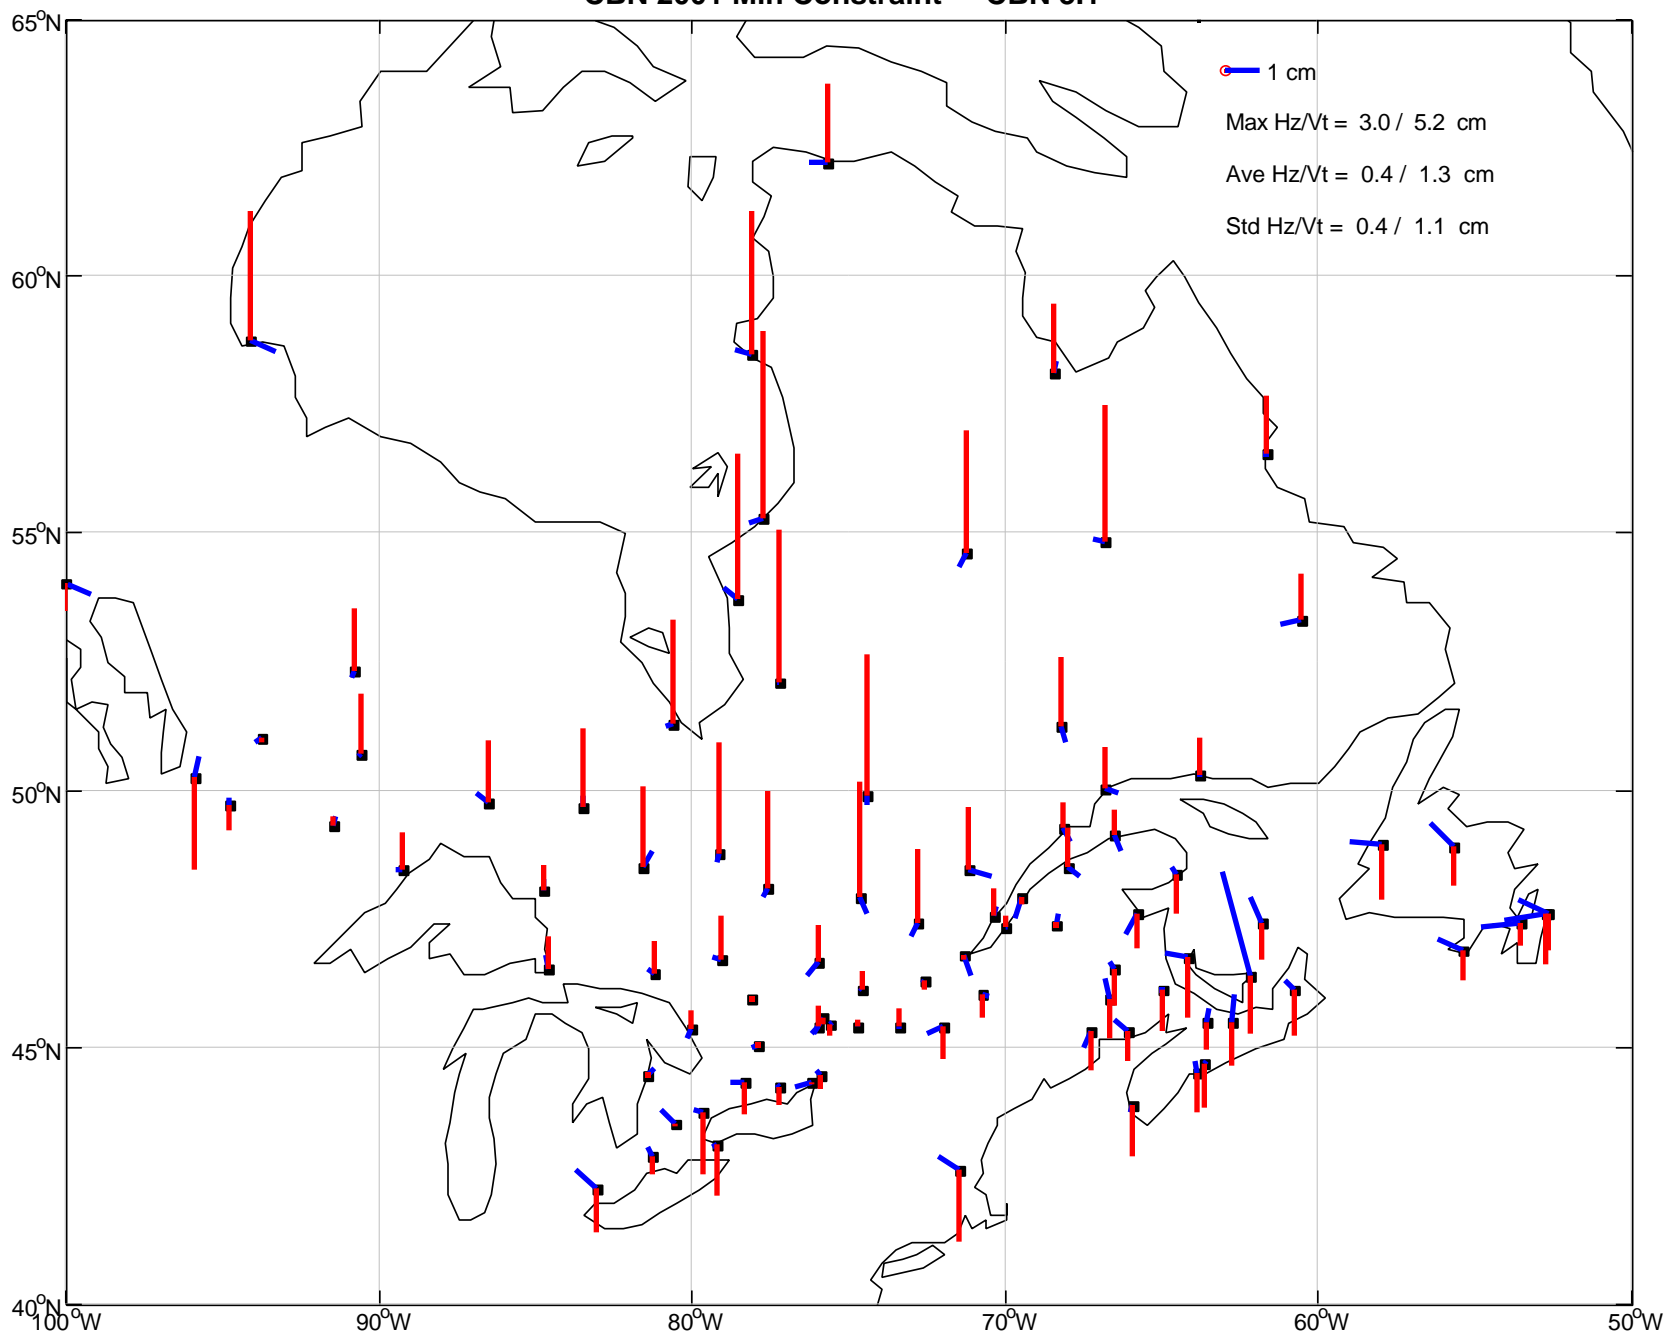 65°N
1 cm
Max Hz/Vt = 3.0 / 5.2 cm
Ave Hz/Vt = 0.4 / 1.3 cm
Std Hz/Vt = 0.4 / 1.1 cm
60°N
55°N
50°N
45°N
40°N
100°W 90°W 80°W 70°W 60°W 50°W